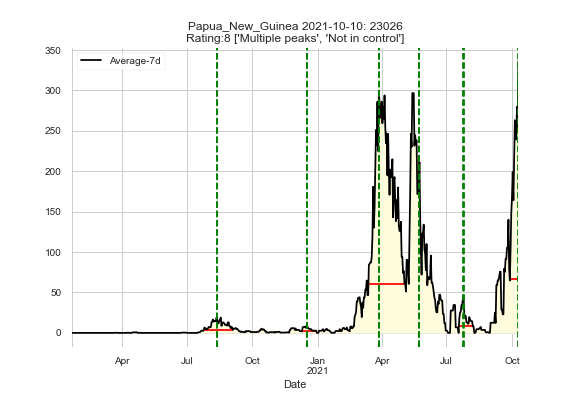 Papua_New_Guinea 2021-10-10: 23026
Rating:8 ['Multiple peaks', 'Not in control']
350
Average-7d
300
250
200
150
100
50
0
Apr Jul Oct Jan Apr Jul Oct
2021
Date